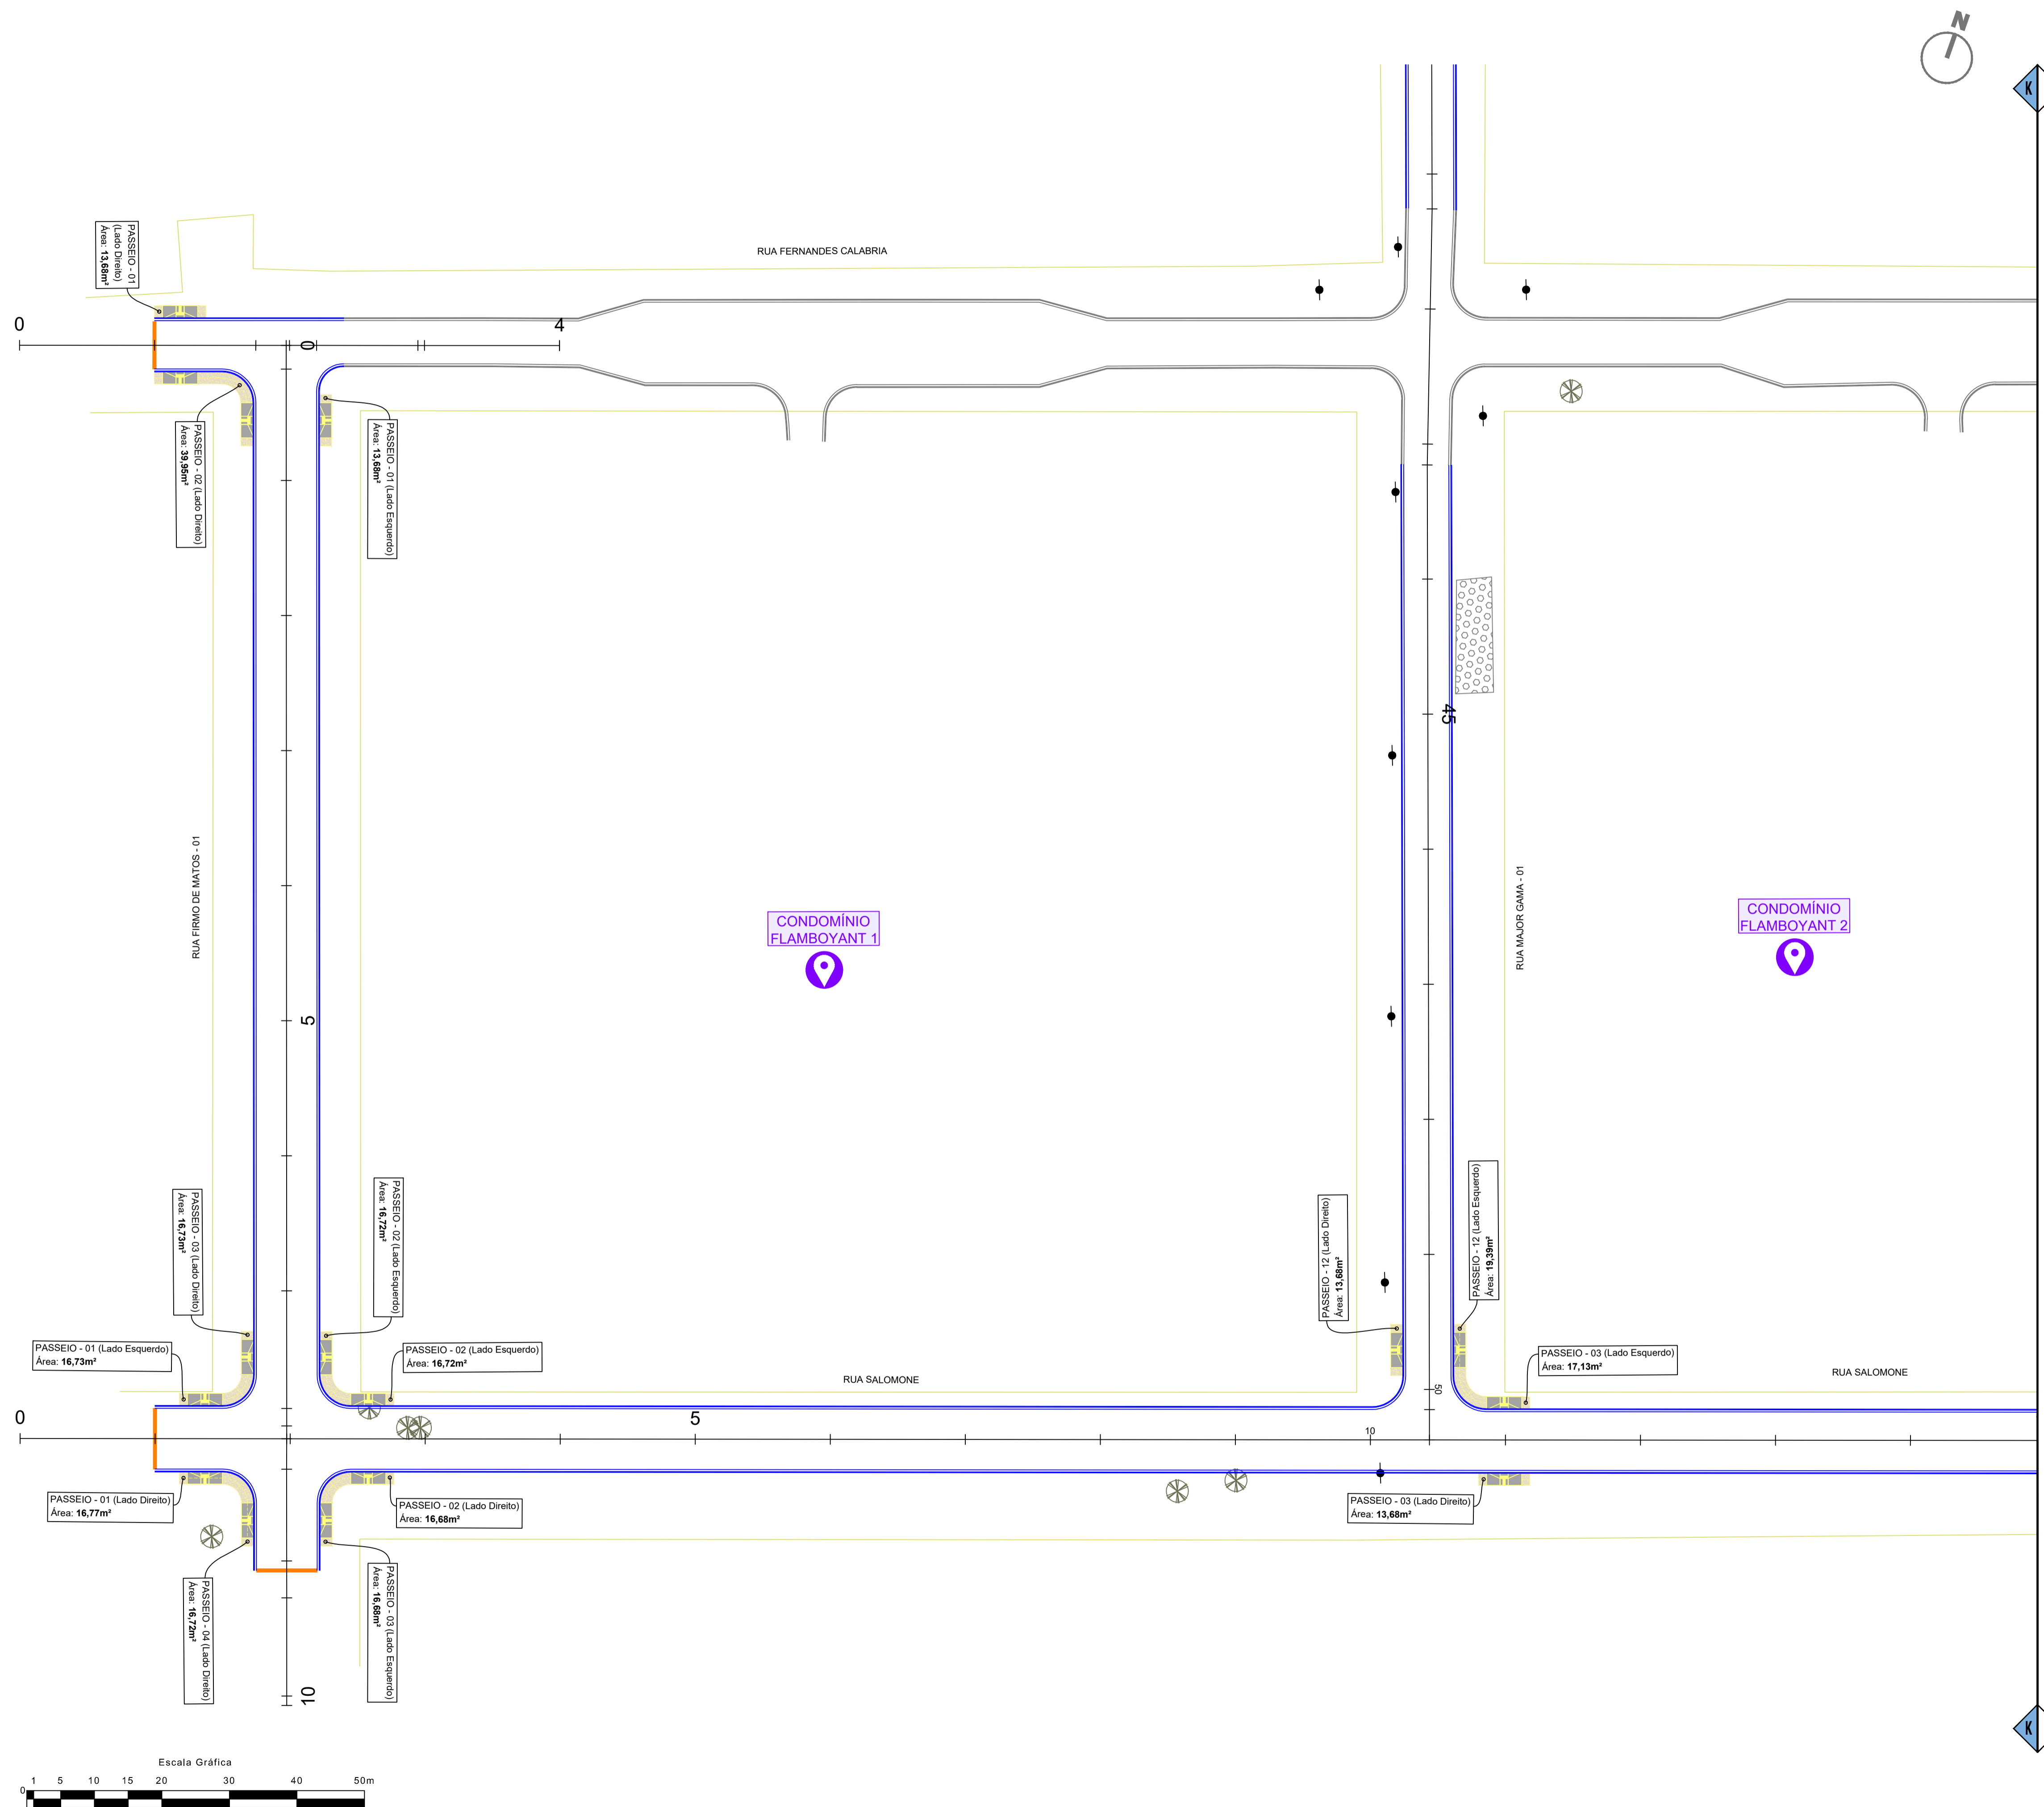 N
K
PASSEIO - 01
(Lado Direito)
Área: 13,68m²
RUA FERNANDES CALABRIA
0
4
0
PASSEIO - 02 (Lado Direito)
Área: 39,95m²
PASSEIO - 01 (Lado Esquerdo)
Área: 13,68m²
45
RUA FIRMO DE MATOS - 01
CONDOMÍNIO
FLAMBOYANT 1
RUA MAJOR GAMA - 01
CONDOMÍNIO
FLAMBOYANT 2
5
PASSEIO - 03 (Lado Direito)
Área: 16,73m²
PASSEIO - 02 (Lado Esquerdo)
Área: 16,72m²
PASSEIO - 12 (Lado Direito)
Área: 13,68m²
PASSEIO - 12 (Lado Esquerdo)
Área: 19,39m²
PASSEIO - 01 (Lado Esquerdo)
Área: 16,73m²
PASSEIO - 02 (Lado Esquerdo)
Área: 16,72m²
PASSEIO - 03 (Lado Esquerdo)
Área: 17,13m²
RUA SALOMONE
RUA SALOMONE
50
0
5
10
PASSEIO - 01 (Lado Direito)
Área: 16,77m²
PASSEIO - 02 (Lado Direito)
Área: 16,68m²
PASSEIO - 03 (Lado Direito)
Área: 13,68m²
PASSEIO - 04 (Lado Direito)
Área: 16,72m²
PASSEIO - 03 (Lado Esquerdo)
Área: 16,68m²
10
K
Escala Gráfica
0 1 5 10 15 20 30 40 50m